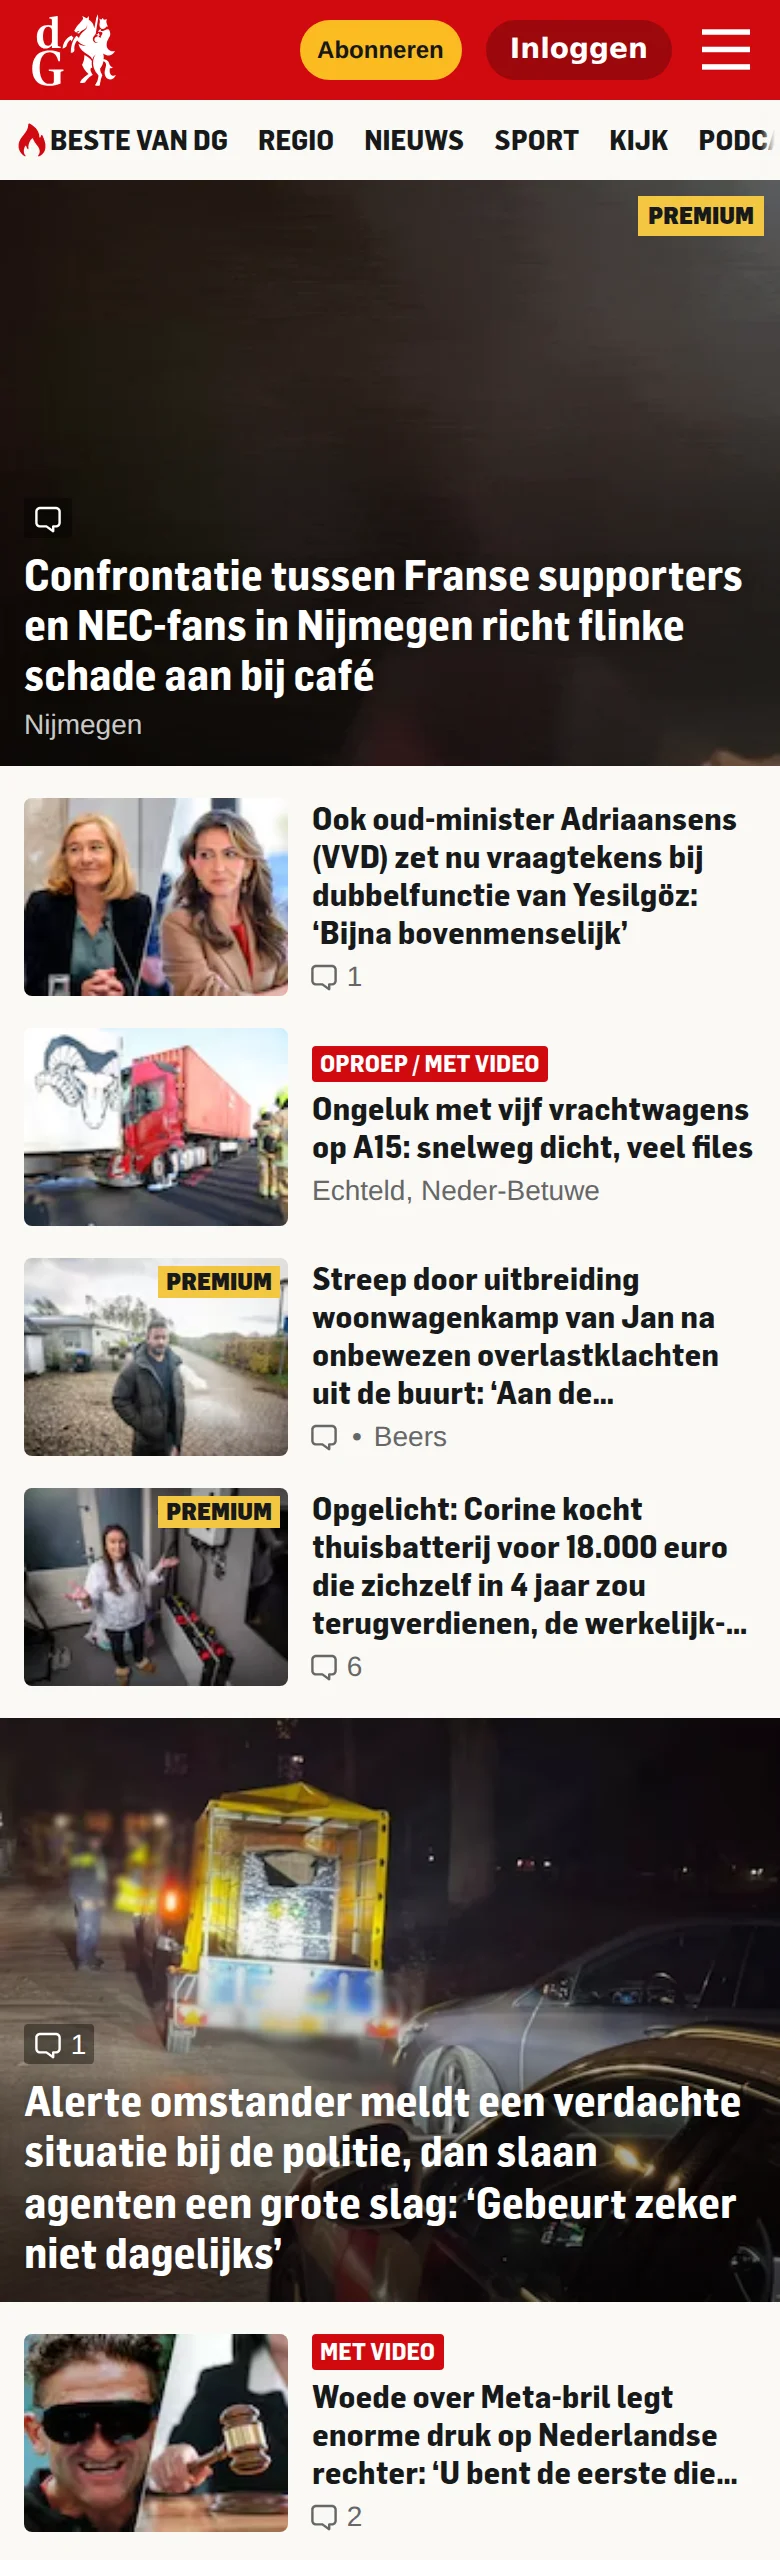 d
G
Abonneren
Inloggen
BESTE VAN DG REGIO NIEUWS SPORT KIJK PODCA
PREMIUM
Confrontatie tussen Franse supporters
en NEC-fans in Nijmegen richt flinke
schade aan bij café
Nijmegen
Ook oud-minister Adriaansens
(VVD) zet nu vraagtekens bij
dubbelfunctie van Yesilgöz:
‘Bijna bovenmenselijk’
1
OPROEP / MET VIDEO
Ongeluk met vijf vrachtwagens
op A15: snelweg dicht, veel files
Echteld, Neder-Betuwe
PREMIUM
Streep door uitbreiding
woonwagenkamp van Jan na
onbewezen overlastklachten
uit de buurt: ‘Aan de...
• Beers
PREMIUM
Opgelicht: Corine kocht
thuisbatterij voor 18.000 euro
die zichzelf in 4 jaar zou
terugverdienen, de werkelijk-...
6
1
Alerte omstander meldt een verdachte
situatie bij de politie, dan slaan
agenten een grote slag: ‘Gebeurt zeker
niet dagelijks’
MET VIDEO
Woede over Meta-bril legt
enorme druk op Nederlandse
rechter: ‘U bent de eerste die...
2